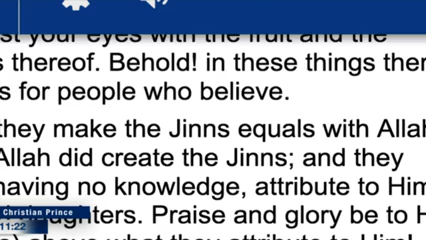 your eyes with the fruit and the
thereof. Behold! in these things
for people who believe.
they make the Jinns equals with Allah
Allah did create the Jinns; and they
having no knowledge, attribute to Him
Praise and glory be to
above what they attribute to Him!
Christian Prince
11:22